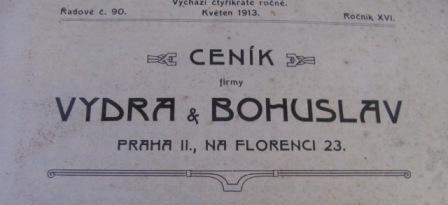 Vychází čtyřikráte ročně.
Řadové č. 90. Květen 1913. Ročník XVI.
CENÍK
firmy
VYDRA & BOHUSLAV
PRAHA II., NA FLORENCI 23.